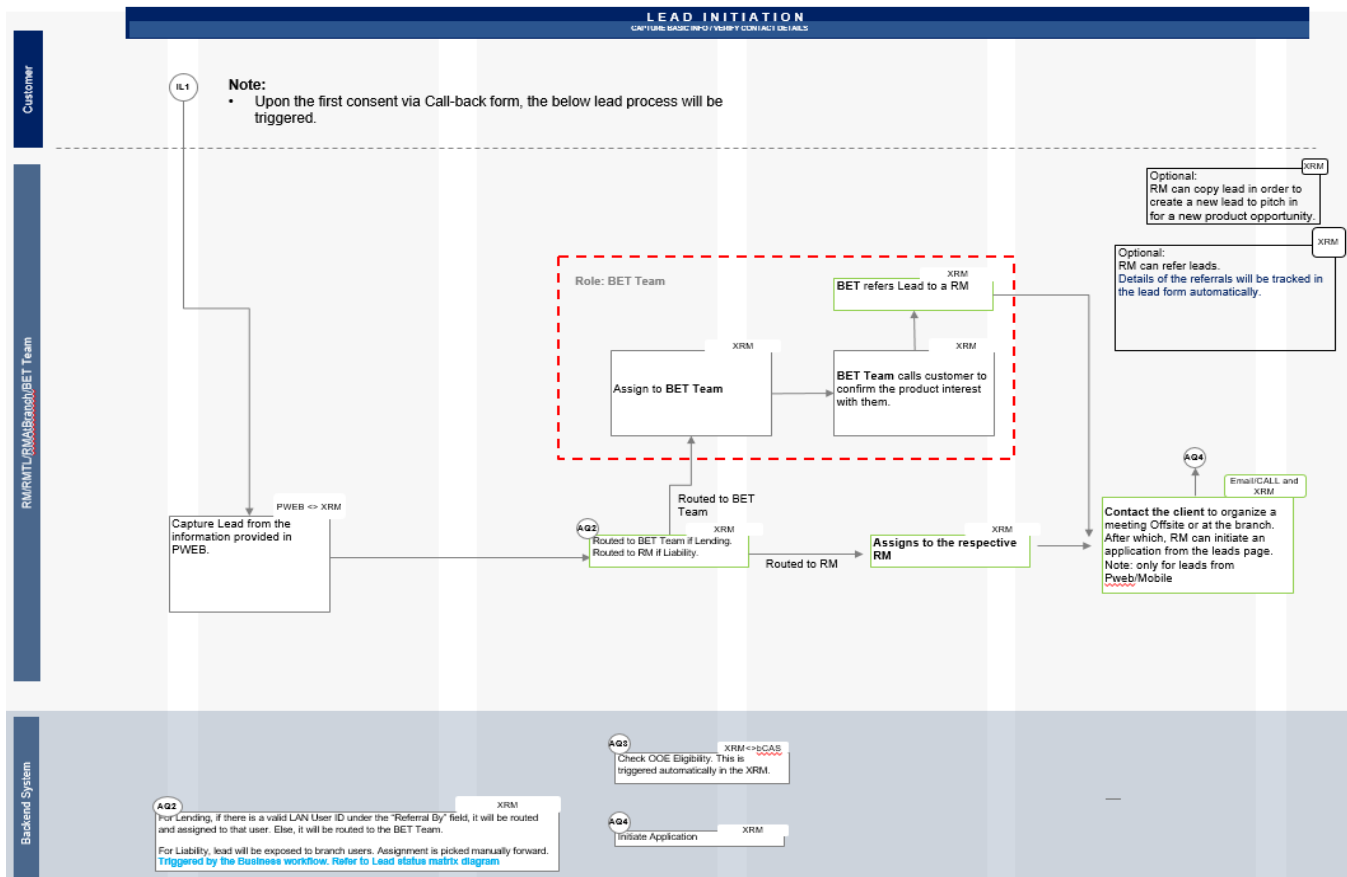 LEAD INITIATION
CAPTURE BASIC INFO / VERIFY CONTACT DETAILS
Customer
IL1
Note:
• Upon the first consent via Call-back form, the below lead process will be
triggered.
RM/RMTL/RMAtBranch/BET Team
XRM
Optional:
RM can copy lead in order to
create a new lead to pitch in
for a new product opportunity.
XRM
Optional:
RM can refer leads.
Details of the referrals will be tracked in
the lead form automatically.
Role: BET Team
XRM
BET refers Lead to a RM
XRM
Assign to BET Team
XRM
BET Team calls customer to
confirm the product interest
with them.
Routed to BET
Team
PWEB <> XRM
Capture Lead from the
information provided in
PWEB.
AQ2
XRM
Routed to BET Team if Lending.
Routed to RM if Liability.
Routed to RM
XRM
Assigns to the respective
RM
AQ4
Email/CALL and
XRM
Contact the client to organize a
meeting Offsite or at the branch.
After which, RM can initiate an
application from the leads page.
Note: only for leads from
Pweb/Mobile
Backend System
AQ3
XRM<>bCAS
Check OOE Eligibility. This is
triggered automatically in the XRM.
AQ2
XRM
For Lending, if there is a valid LAN User ID under the "Referral By" field, it will be routed
and assigned to that user. Else, it will be routed to the BET Team.
For Liability, lead will be exposed to branch users. Assignment is picked manually forward.
Triggered by the Business workflow. Refer to Lead status matrix diagram
AQ4
XRM
Initiate Application